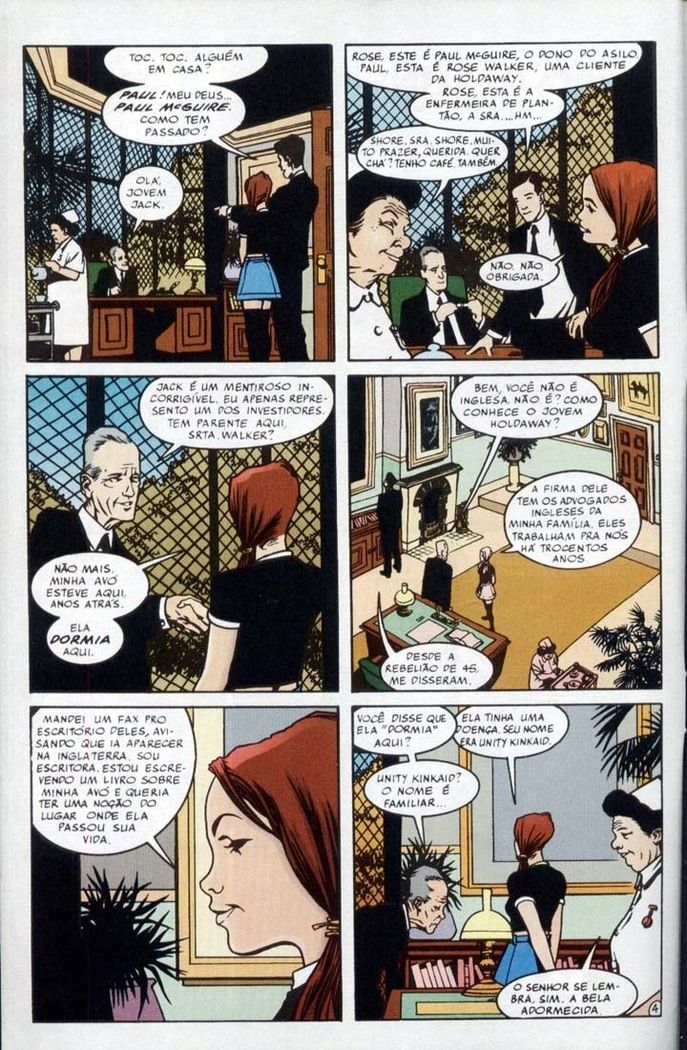 TOC. TOC. ALGUÉM
EM CASA?
PAUL! MEU DEUS...
PAUL McGUIRE.
COMO TEM
PASSADO?
OLÁ,
JOVEM
JACK.
ROSE, ESTE É PAUL McGUIRE, O DONO DO ASILO.
PAUL, ESTA É ROSE WALKER, UMA CLIENTE
DA HOLDAWAY.
ROSE, ESTA É A
ENFERMEIRA DE PLAN-
TÃO, A SRA. ...HM...
SHORE, SRA. SHORE. MUI-
TO PRAZER, QUERIDA. QUER
CHÁ? TENHO CAFÉ, TAMBÉM.
NÃO, NÃO,
OBRIGADA.
JACK É UM MENTIROSO IN-
CORRIGÍVEL. EU APENAS REPRE-
SENTO UM DOS INVESTIDORES.
TEM PARENTE AQUI,
SRTA. WALKER?
NÃO MAIS.
MINHA AVÓ
ESTEVE AQUI,
ANOS ATRÁS.
ELA
DORMIA
AQUI.
BEM, VOCÊ NÃO É
INGLESA, NÃO É? COMO
CONHECE O JOVEM
HOLDAWAY?
A FIRMA DELE
TEM OS ADVOGADOS
INGLESES DA
MINHA FAMÍLIA. ELES
TRABALHAM PRA NÓS
HÁ TROCENTOS
ANOS.
DESDE A
REBELIÃO DE 45,
ME DISSERAM.
MANDEI UM FAX PRO
ESCRITÓRIO DELES, AVI-
SANDO QUE IA APARECER
NA INGLATERRA. SOU
ESCRITORA. ESTOU ESCRE-
VENDO UM LIVRO SOBRE
MINHA AVÓ E QUERIA
TER UMA NOÇÃO DO
LUGAR ONDE ELA
PASSOU SUA
VIDA.
VOCÊ DISSE QUE
ELA "DORMIA"
AQUI?
ELA TINHA UMA
DOENÇA. SEU NOME
ERA UNITY KINKAID.
UNITY KINKAID?
O NOME É
FAMILIAR...
O SENHOR SE LEM-
BRA, SIM. A BELA
ADORMECIDA.
4